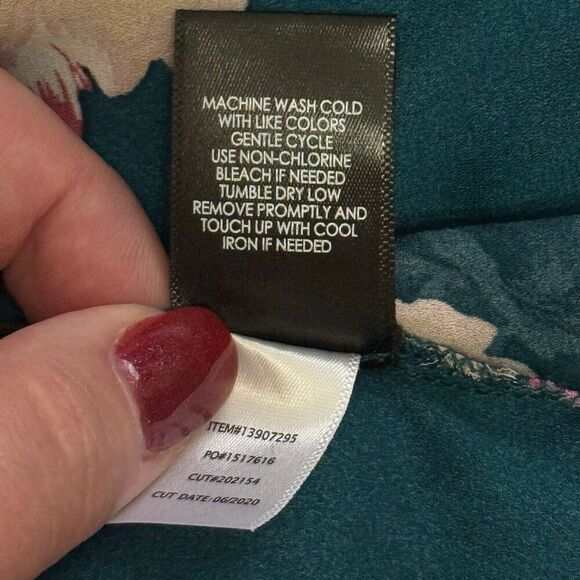 MACHINE WASH COLD
WITH LIKE COLORS
GENTLE CYCLE
USE NON-CHLORINE
BLEACH IF NEEDED
TUMBLE DRY LOW
REMOVE PROMPTLY AND
TOUCH UP WITH COOL
IRON IF NEEDED
ITEM#13907295
PO#1517616
CUT#202154
CUT DATE:06/2020